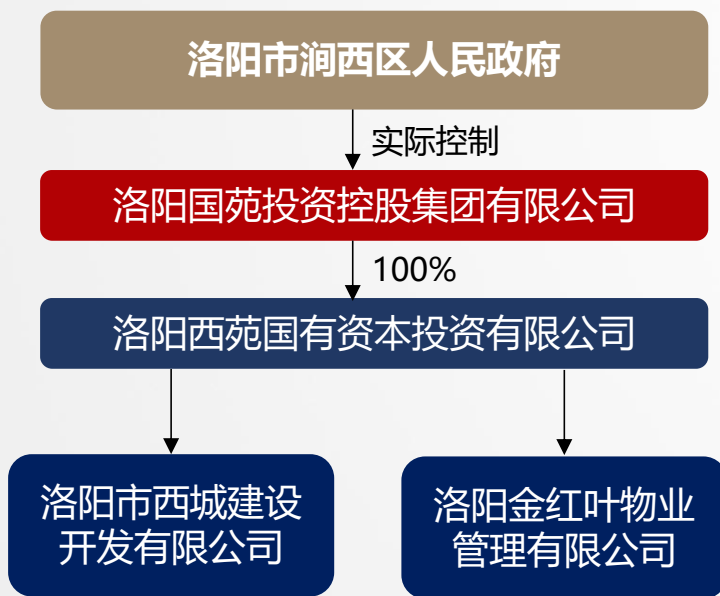 洛阳市涧西区人民政府
实际控制
洛阳国苑投资控股集团有限公司
100%
洛阳西苑国有资本投资有限公司
洛阳市西城建设
开发有限公司
洛阳金红叶物业
管理有限公司